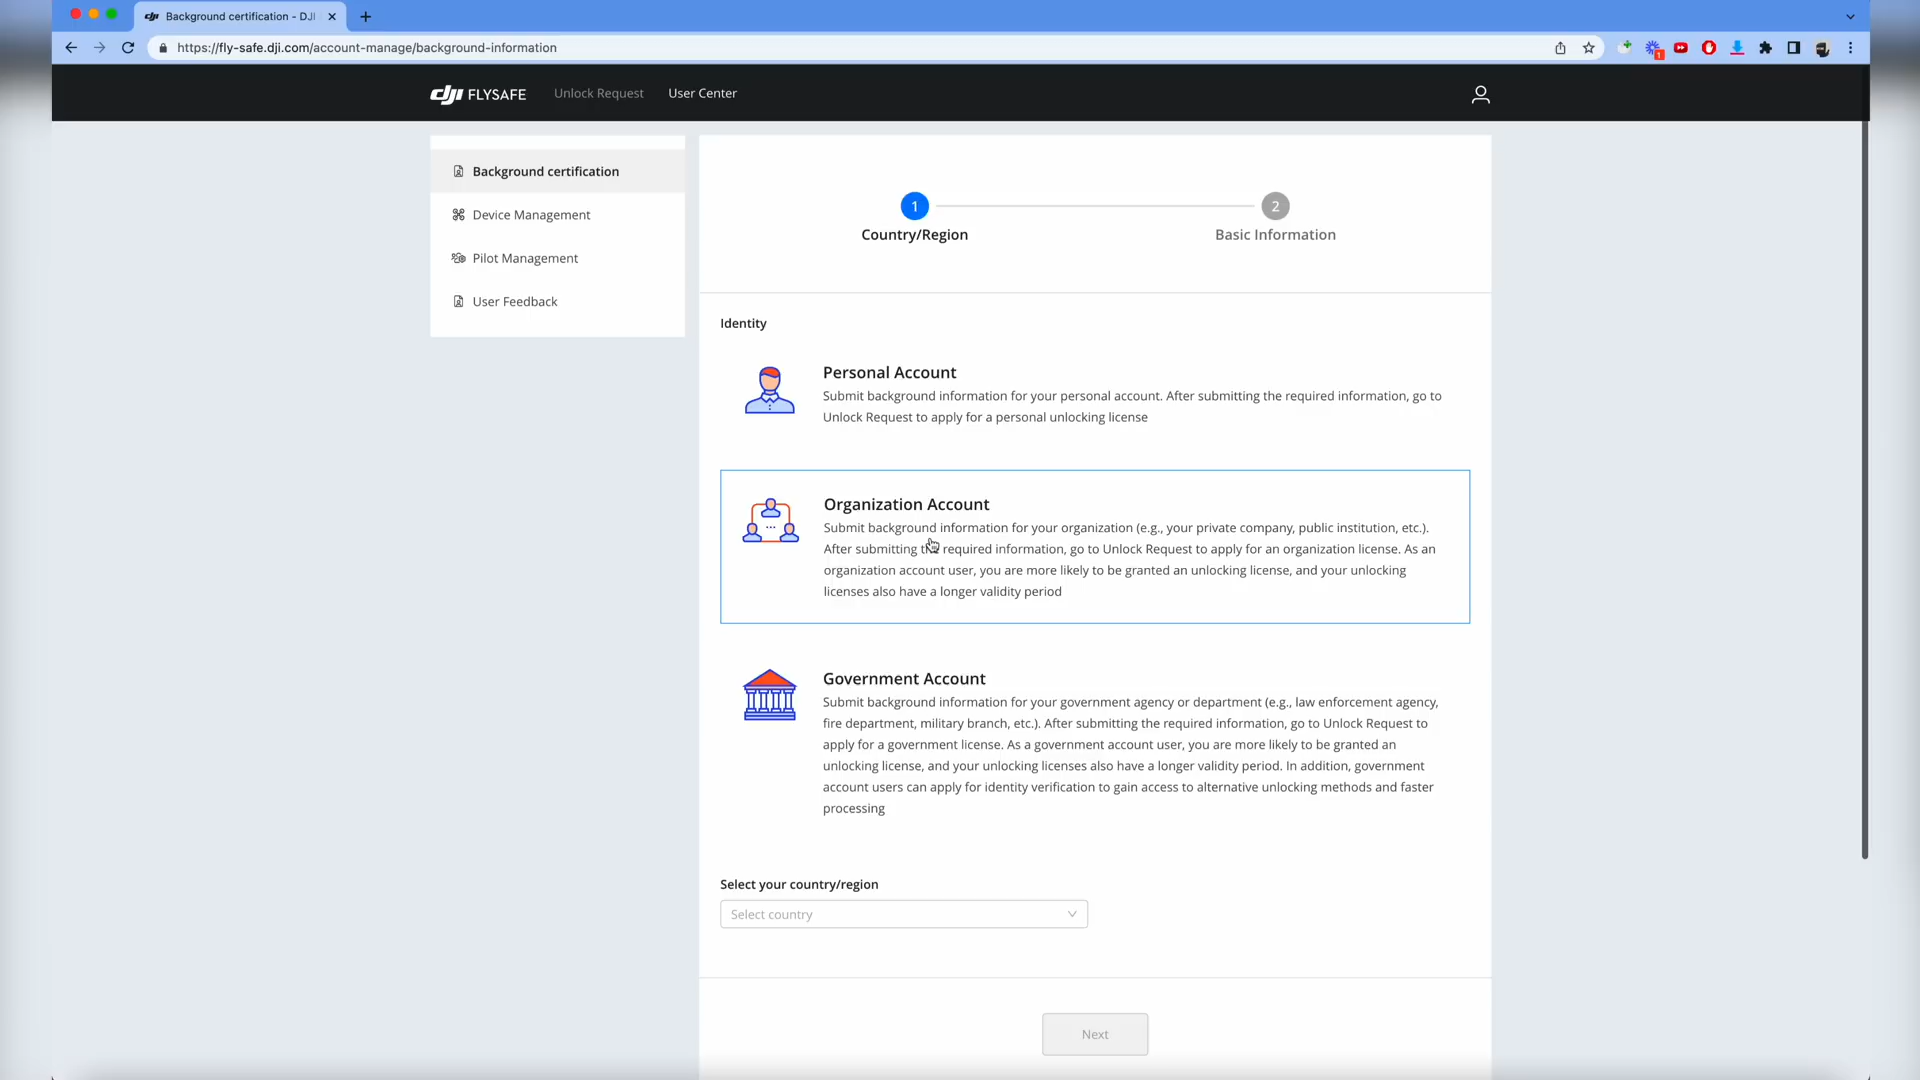 Background certification - DJI
https://fly-safe.dji.com/account-manage/background-information
1
dji FLYSAFE
Unlock Request
User Center
Background certification
Device Management
Pilot Management
User Feedback
1
2
Country/Region
Basic Information
Identity
Personal Account
Submit background information for your personal account. After submitting the required information, go to
Unlock Request to apply for a personal unlocking license
Organization Account
Submit background information for your organization (e.g., your private company, public institution, etc.).
After submitting the required information, go to Unlock Request to apply for an organization license. As an
organization account user, you are more likely to be granted an unlocking license, and your unlocking
licenses also have a longer validity period
Government Account
Submit background information for your government agency or department (e.g., law enforcement agency,
fire department, military branch, etc.). After submitting the required information, go to Unlock Request to
apply for a government license. As a government account user, you are more likely to be granted an
unlocking license, and your unlocking licenses also have a longer validity period. In addition, government
account users can apply for identity verification to gain access to alternative unlocking methods and faster
processing
Select your country/region
Select country
Next